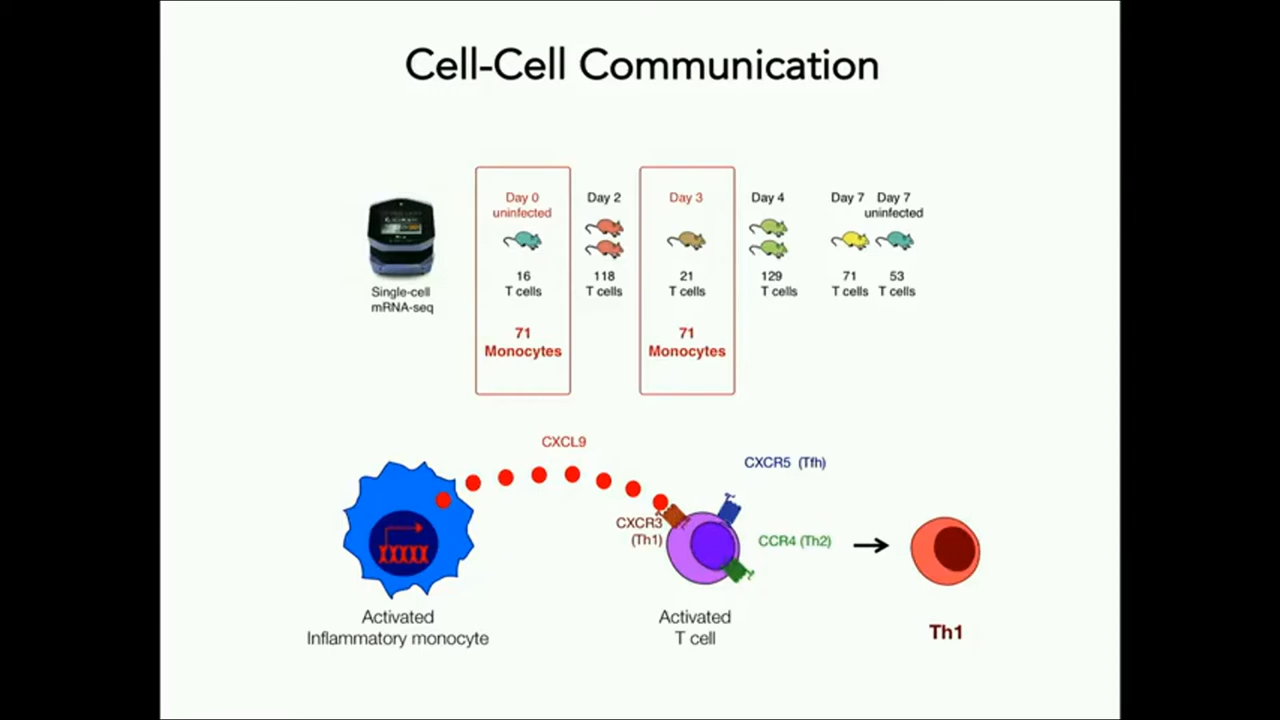 Cell-Cell Communication
Day 0
uninfected
Day 2
Day 3
Day 4
Day 7
Day 7
uninfected
16
T cells
118
T cells
21
T cells
129
T cells
71
T cells
53
T cells
Single-cell
mRNA-seq
71
Monocytes
71
Monocytes
CXCL9
CXCR5 (Tfh)
CXCR3
(Th1)
CCR4 (Th2)
Activated
Inflammatory monocyte
Activated
T cell
Th1